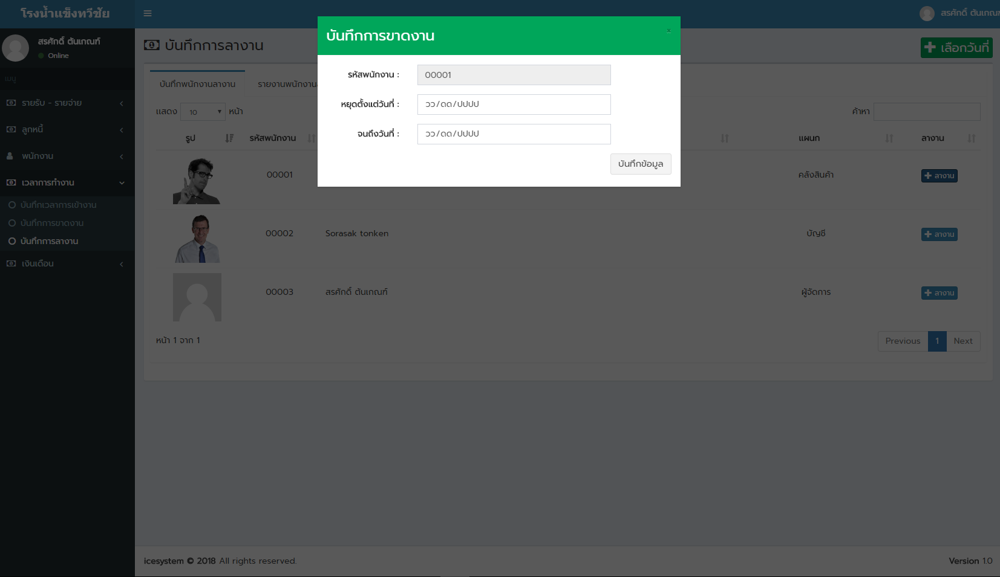 โรงน้ำแข็งทวีชัย
สรศักดิ์ ต้นเกณฑ์
Online
เมนู
รายรับ - รายจ่าย
ลูกหนี้
พนักงาน
เวลาการทำงาน
บันทึกเวลาการเข้างาน
บันทึกการขาดงาน
บันทึกการลางาน
เงินเดือน
สรศักดิ์
บันทึกการลางาน
เลือกวันที่
บันทึกพนักงานลางาน
รายงานพนักงาน
แสดง 10 หน้า
ค้าหา
รูป รหัสพนักงาน แผนก ลางาน
00001 คลังสินค้า ลางาน
00002 Sorasak tonken บัญชี ลางาน
00003 สรศักดิ์ ต้นเกณฑ์ ผู้จัดการ ลางาน
หน้า 1 จาก 1
Previous 1 Next
บันทึกการขาดงาน
×
รหัสพนักงาน : 00001
หยุดตั้งแต่วันที่ : วว/ดด/ปปปป
จนถึงวันที่ : วว/ดด/ปปปป
บันทึกข้อมูล
icesystem © 2018 All rights reserved.
Version 1.0